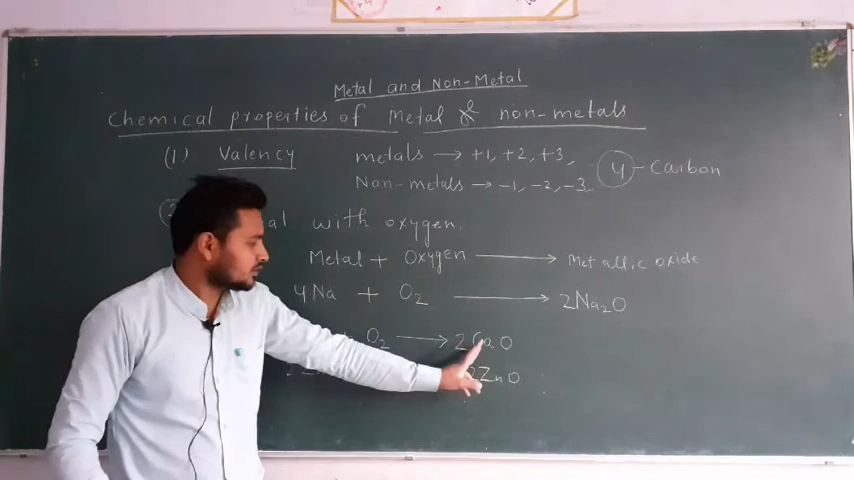 Metal and Non-Metal
Chemical properties of Metal & non-metals
(1) Valency metals → +1, +2, +3, 4 - Carbon
Non-metals → -1, -2, -3
with oxygen.
Metal + Oxygen → Metallic oxide
4Na + O2 → 2Na2O
O2 → 2CaO
2ZnO